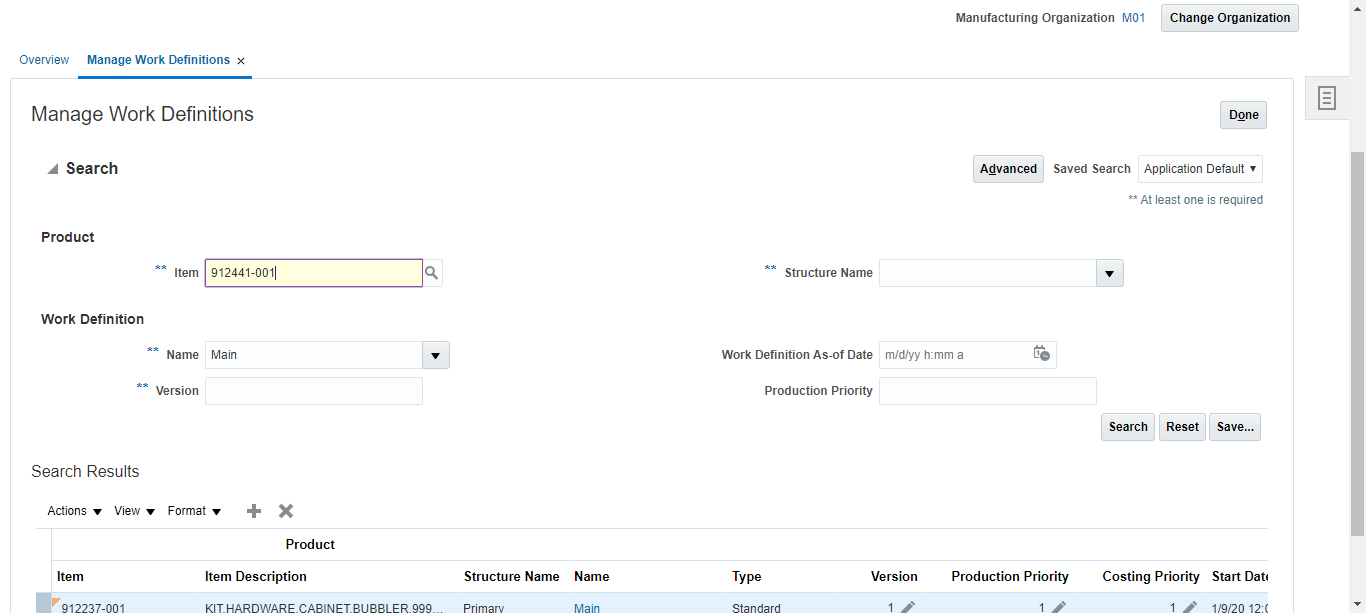 Manufacturing Organization M01 Change Organization
Overview Manage Work Definitions ×
Manage Work Definitions Done
Search Advanced Saved Search Application Default
** At least one is required
Product
** Item 912441-001 ** Structure Name
Work Definition
** Name Main Work Definition As-of Date m/d/yy h:mm a
** Version Production Priority
Search Reset Save...
Search Results
Actions View Format
Product
Item Item Description Structure Name Name Type Version Production Priority Costing Priority Start Date
912237-001 KIT,HARDWARE,CABINET,BUBBLER,999... Primary Main Standard 1 1 1 1/9/20 12:0